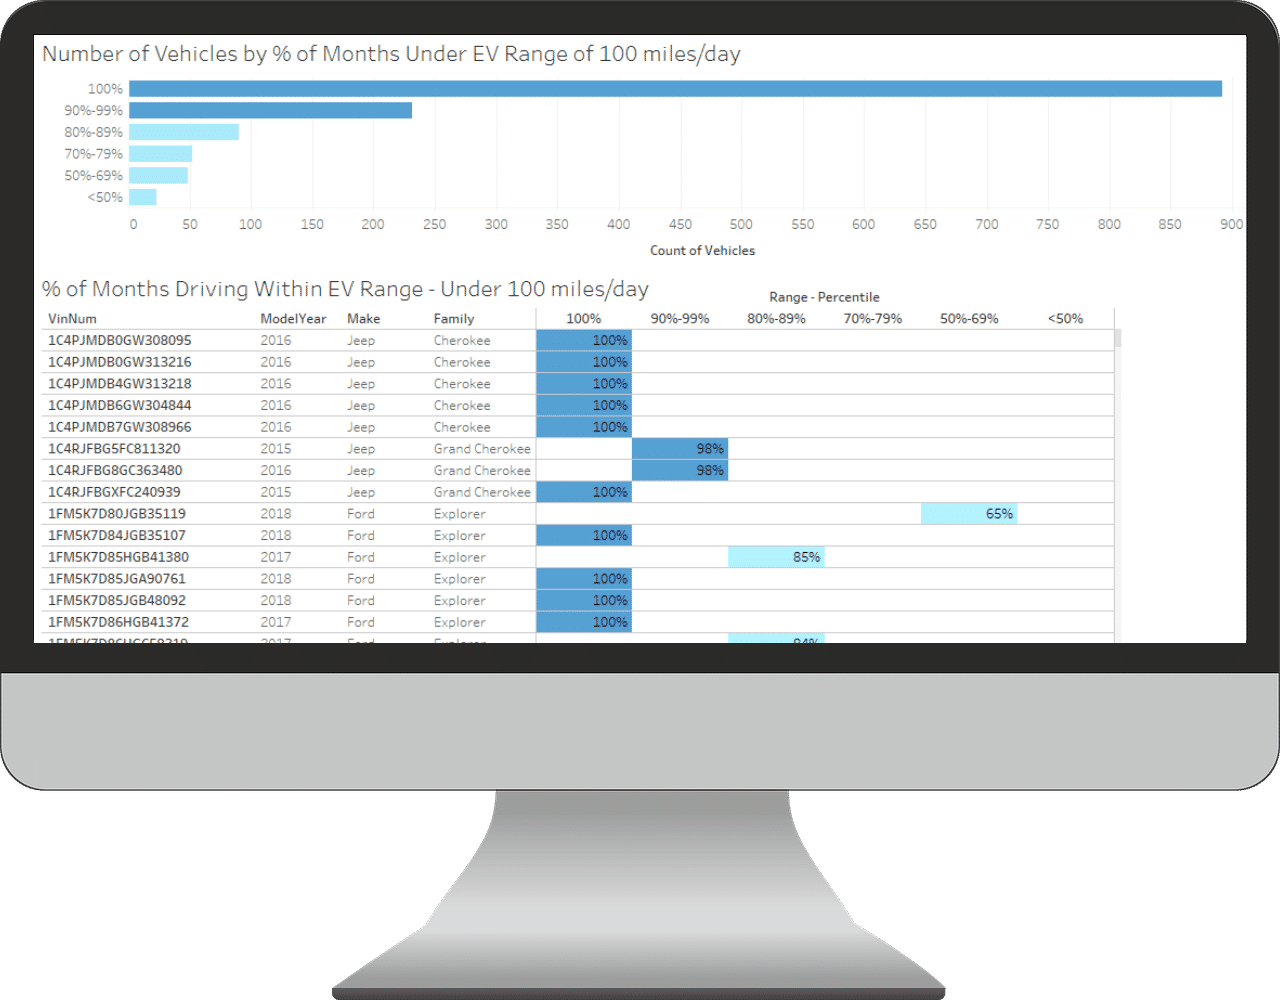 Number of Vehicles by % of Months Under EV Range of 100 miles/day
100%
90%-99%
80%-89%
70%-79%
50%-69%
<50%
0 50 100 150 200 250 300 350 400 450 500 550 600 650 700 750 800 850 900
Count of Vehicles
% of Months Driving Within EV Range - Under 100 miles/day
Range - Percentile
VinNum ModelYear Make Family 100% 90%-99% 80%-89% 70%-79% 50%-69% <50%
1C4PJMDB0GW308095 2016 Jeep Cherokee 100%
1C4PJMDB0GW313216 2016 Jeep Cherokee 100%
1C4PJMDB4GW313218 2016 Jeep Cherokee 100%
1C4PJMDB6GW304844 2016 Jeep Cherokee 100%
1C4PJMDB7GW308966 2016 Jeep Cherokee 100%
1C4RJFBG5FC811320 2015 Jeep Grand Cherokee 98%
1C4RJFBG8GC363480 2016 Jeep Grand Cherokee 98%
1C4RJFBGXFC240939 2015 Jeep Grand Cherokee 100%
1FM5K7D80JGB35119 2018 Ford Explorer 65%
1FM5K7D84JGB35107 2018 Ford Explorer 100%
1FM5K7D85HGB41380 2017 Ford Explorer 85%
1FM5K7D85JGA90761 2018 Ford Explorer 100%
1FM5K7D85JGB48092 2018 Ford Explorer 100%
1FM5K7D86HGB41372 2017 Ford Explorer 100%
2017 Ford Explorer 84%